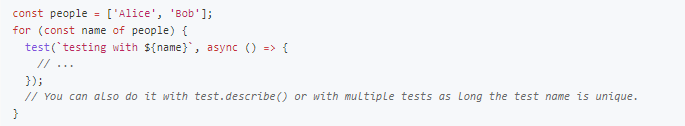 const people = ['Alice', 'Bob'];
for (const name of people) {
  test(`testing with ${name}`, async () => {
    // ...
  });
  // You can also do it with test.describe() or with multiple tests as long the test name is unique.
}